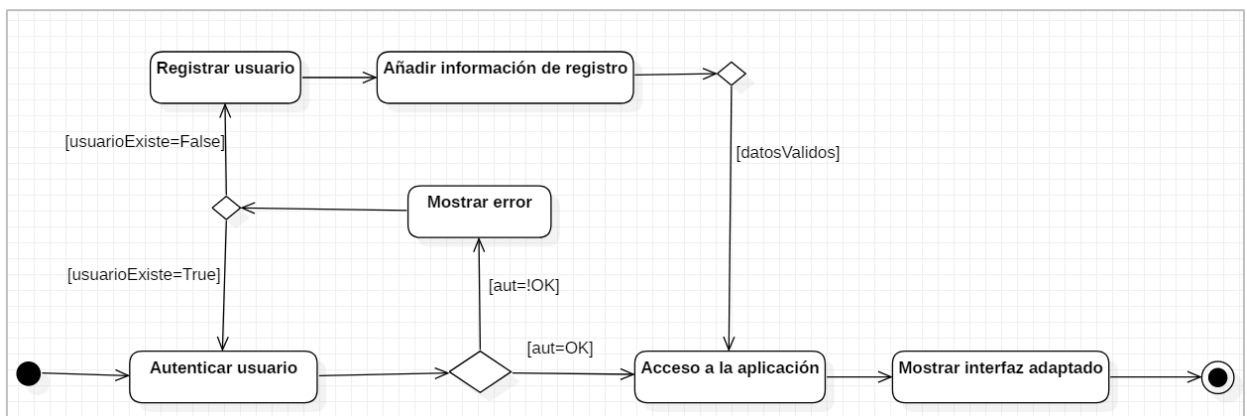 Registrar usuario
Añadir información de registro
[usuarioExiste=False]
[datosValidos]
Mostrar error
[usuarioExiste=True]
[aut=!OK]
[aut=OK]
Autenticar usuario
Acceso a la aplicación
Mostrar interfaz adaptado